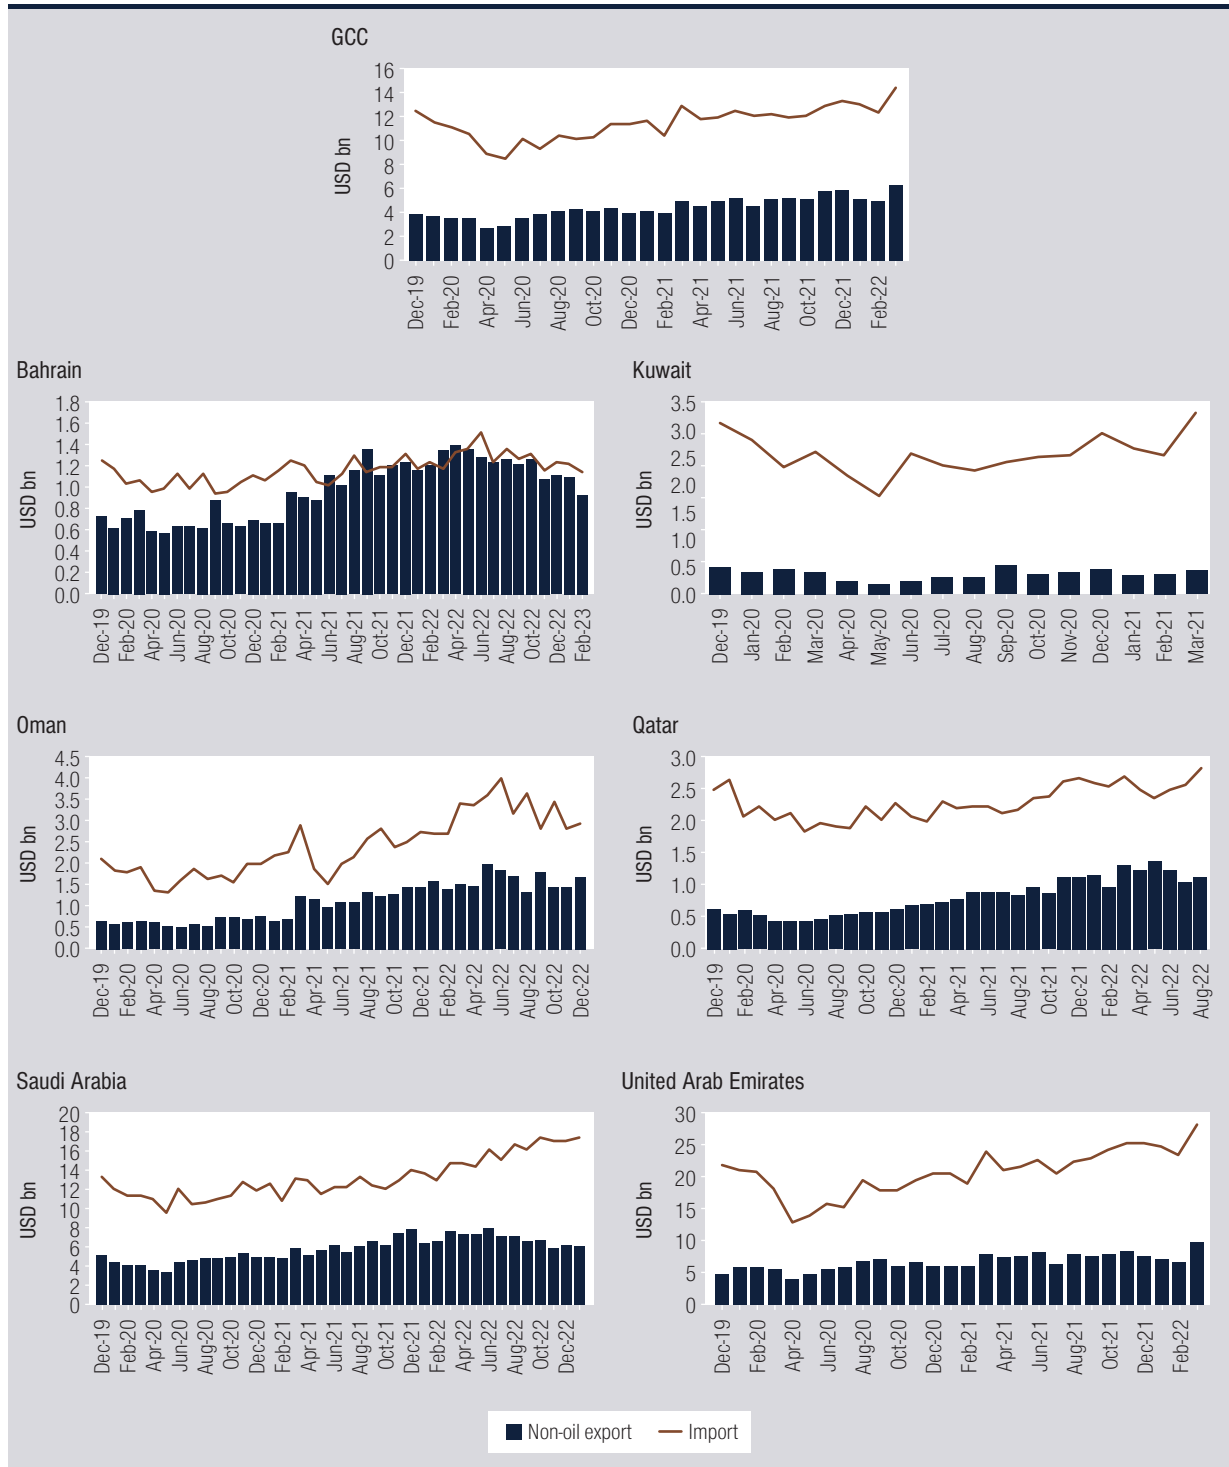 GCC
USD bn
16
14
12
10
8
6
4
2
0
Dec-19
Feb-20
Apr-20
Jun-20
Aug-20
Oct-20
Dec-20
Feb-21
Apr-21
Jun-21
Aug-21
Oct-21
Dec-21
Feb-22
Bahrain
USD bn
1.8
1.6
1.4
1.2
1.0
0.8
0.6
0.4
0.2
0.0
Dec-19
Feb-20
Apr-20
Jun-20
Aug-20
Oct-20
Dec-20
Feb-21
Apr-21
Jun-21
Aug-21
Oct-21
Dec-21
Feb-22
Apr-22
Jun-22
Aug-22
Oct-22
Dec-22
Feb-23
Kuwait
USD bn
3.5
3.0
2.5
2.0
1.5
1.0
0.5
0.0
Dec-19
Jan-20
Feb-20
Mar-20
Apr-20
May-20
Jun-20
Jul-20
Aug-20
Sep-20
Oct-20
Nov-20
Dec-20
Jan-21
Feb-21
Mar-21
Oman
USD bn
4.5
4.0
3.5
3.0
2.5
2.0
1.5
1.0
0.5
0.0
Dec-19
Feb-20
Apr-20
Jun-20
Aug-20
Oct-20
Dec-20
Feb-21
Apr-21
Jun-21
Aug-21
Oct-21
Dec-21
Feb-22
Apr-22
Jun-22
Aug-22
Oct-22
Dec-22
Qatar
USD bn
3.0
2.5
2.0
1.5
1.0
0.5
0.0
Dec-19
Feb-20
Apr-20
Jun-20
Aug-20
Oct-20
Dec-20
Feb-21
Apr-21
Jun-21
Aug-21
Oct-21
Dec-21
Feb-22
Apr-22
Jun-22
Aug-22
Saudi Arabia
USD bn
20
18
16
14
12
10
8
6
4
2
0
Dec-19
Feb-20
Apr-20
Jun-20
Aug-20
Oct-20
Dec-20
Feb-21
Apr-21
Jun-21
Aug-21
Oct-21
Dec-21
Feb-22
Apr-22
Jun-22
Aug-22
Oct-22
Dec-22
United Arab Emirates
USD bn
30
25
20
15
10
5
0
Dec-19
Feb-20
Apr-20
Jun-20
Aug-20
Oct-20
Dec-20
Feb-21
Apr-21
Jun-21
Aug-21
Oct-21
Dec-21
Feb-22
Non-oil export
Import